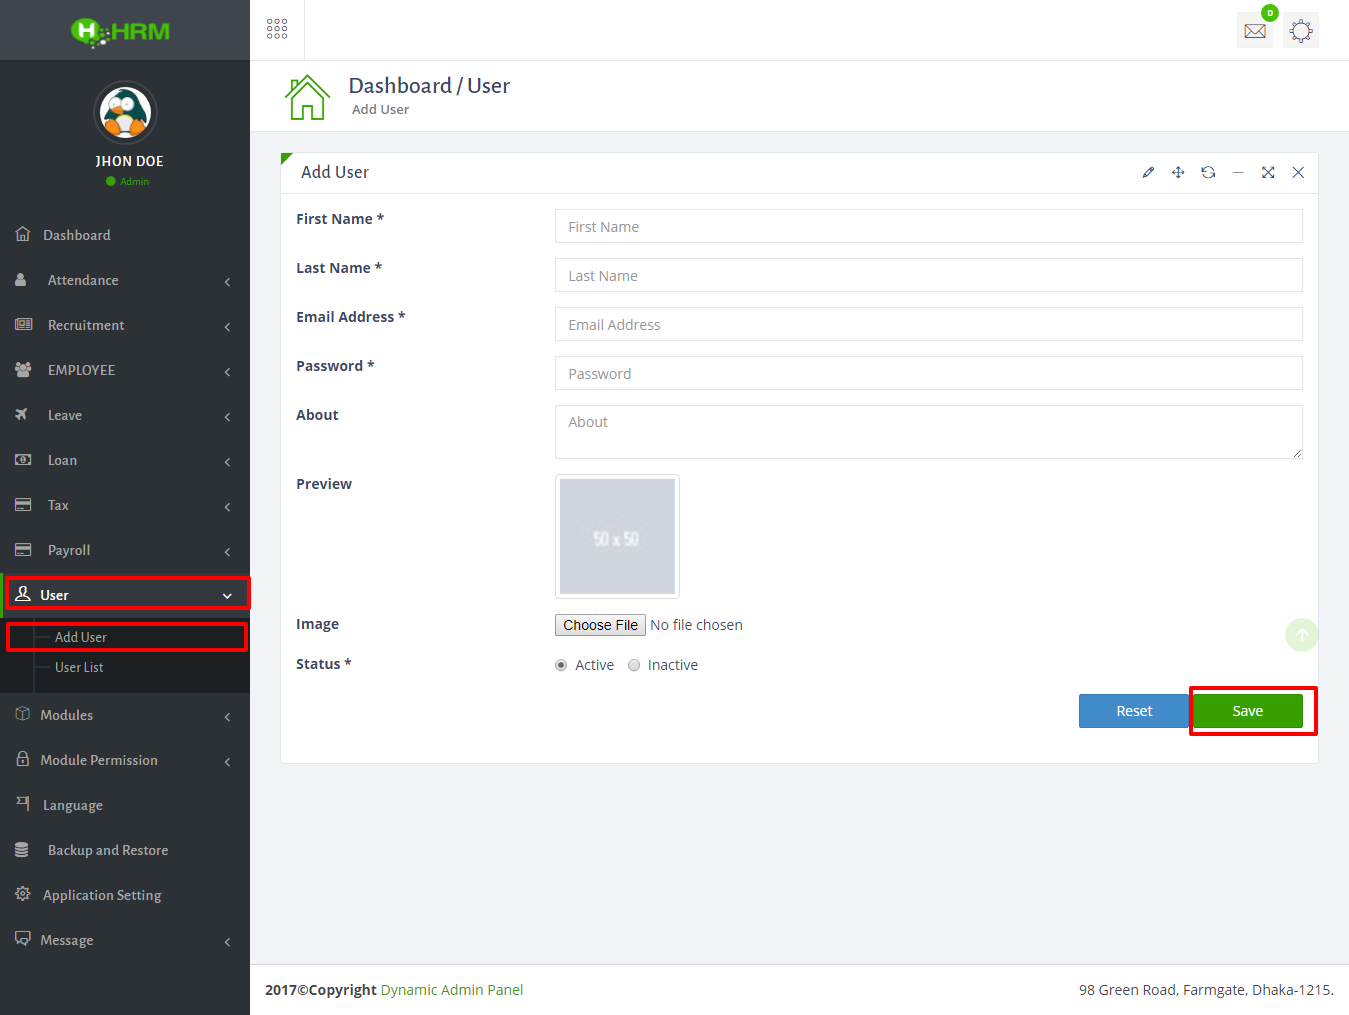 HRM
0
JHON DOE
Admin
Dashboard / User
Add User
Dashboard
Attendance
Recruitment
EMPLOYEE
Leave
Loan
Tax
Payroll
User
Add User
User List
Modules
Module Permission
Language
Backup and Restore
Application Setting
Message
Add User
First Name *
First Name
Last Name *
Last Name
Email Address *
Email Address
Password *
Password
About
About
Preview
50 x 50
Image
Choose File No file chosen
Status *
Active Inactive
Reset Save
2017©Copyright Dynamic Admin Panel
98 Green Road, Farmgate, Dhaka-1215.